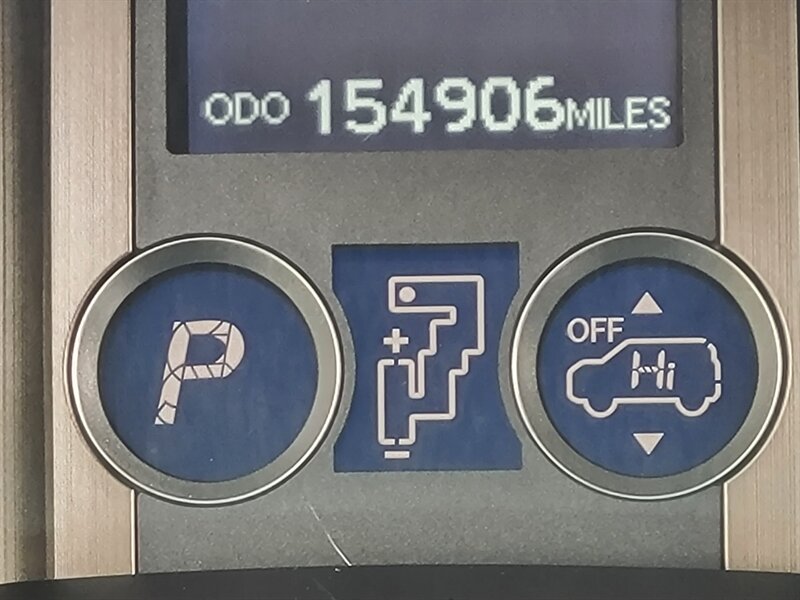 ODO 154906MILES
P
+
OFF
Hi
−